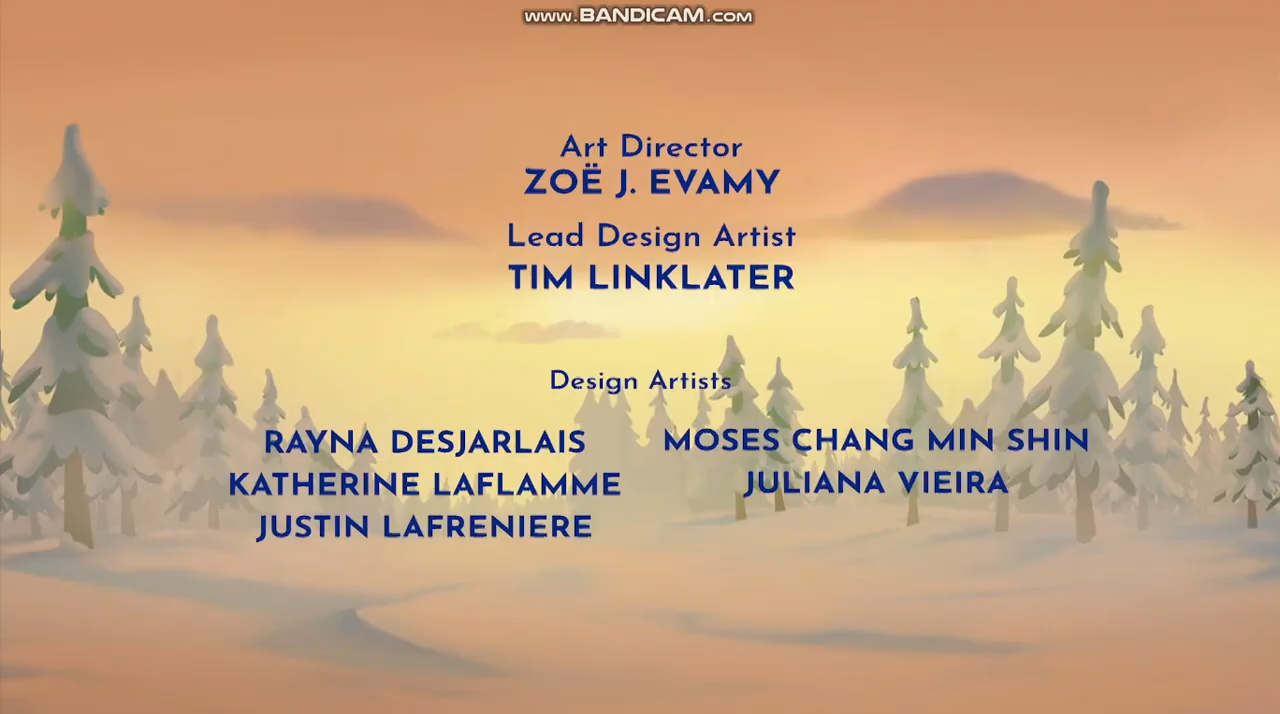 www.BANDICAM.com
Art Director
ZOË J. EVAMY
Lead Design Artist
TIM LINKLATER
Design Artists
RAYNA DESJARLAIS
KATHERINE LAFLAMME
JUSTIN LAFRENIERE
MOSES CHANG MIN SHIN
JULIANA VIEIRA